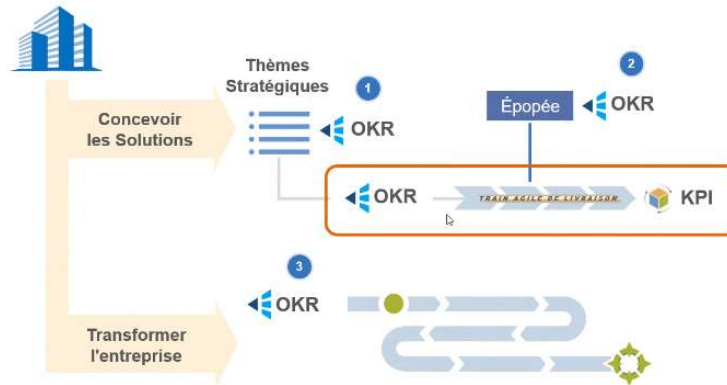 Thèmes
Stratégiques
1
2
Concevoir
les Solutions
OKR
Épopée
OKR
OKR
TRAIN AGILE DE LIVRAISON
KPI
3
OKR
Transformer
l'entreprise